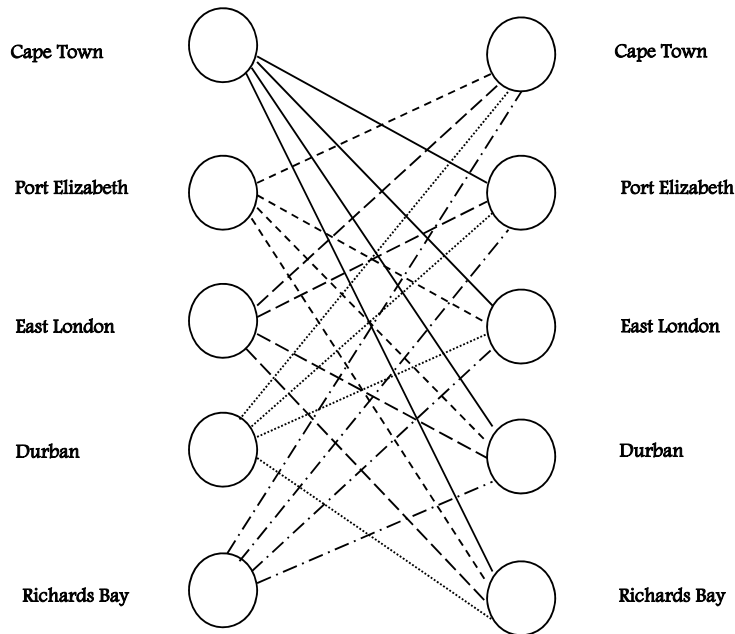 Cape Town
Cape Town
Port Elizabeth
Port Elizabeth
East London
East London
Durban
Durban
Richards Bay
Richards Bay